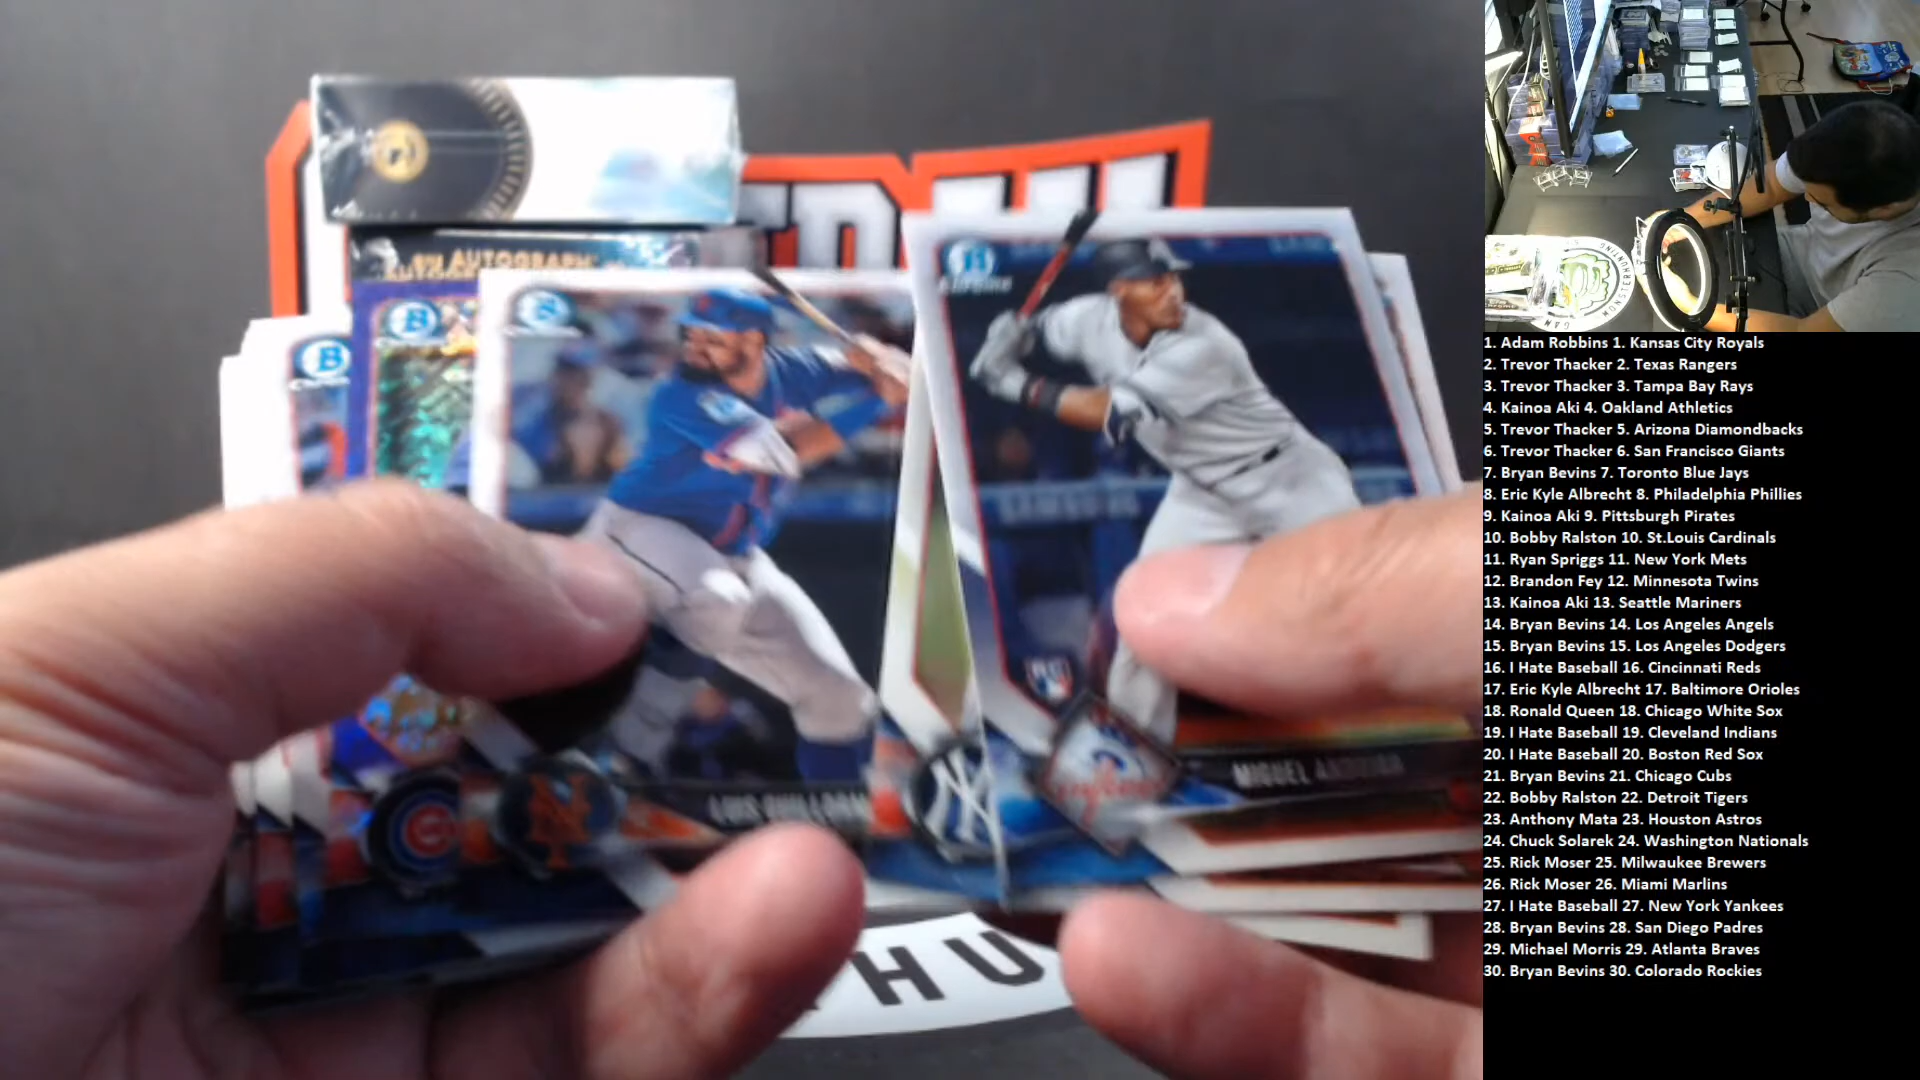 AUTOGRAPH
Chrome
RC
LUIS GUILLORM
MIGUEL ANDUJAR
HU
MONSTERHUNTING
1. Adam Robbins 1. Kansas City Royals
2. Trevor Thacker 2. Texas Rangers
3. Trevor Thacker 3. Tampa Bay Rays
4. Kainoa Aki 4. Oakland Athletics
5. Trevor Thacker 5. Arizona Diamondbacks
6. Trevor Thacker 6. San Francisco Giants
7. Bryan Bevins 7. Toronto Blue Jays
8. Eric Kyle Albrecht 8. Philadelphia Phillies
9. Kainoa Aki 9. Pittsburgh Pirates
10. Bobby Ralston 10. St.Louis Cardinals
11. Ryan Spriggs 11. New York Mets
12. Brandon Fey 12. Minnesota Twins
13. Kainoa Aki 13. Seattle Mariners
14. Bryan Bevins 14. Los Angeles Angels
15. Bryan Bevins 15. Los Angeles Dodgers
16. I Hate Baseball 16. Cincinnati Reds
17. Eric Kyle Albrecht 17. Baltimore Orioles
18. Ronald Queen 18. Chicago White Sox
19. I Hate Baseball 19. Cleveland Indians
20. I Hate Baseball 20. Boston Red Sox
21. Bryan Bevins 21. Chicago Cubs
22. Bobby Ralston 22. Detroit Tigers
23. Anthony Mata 23. Houston Astros
24. Chuck Solarek 24. Washington Nationals
25. Rick Moser 25. Milwaukee Brewers
26. Rick Moser 26. Miami Marlins
27. I Hate Baseball 27. New York Yankees
28. Bryan Bevins 28. San Diego Padres
29. Michael Morris 29. Atlanta Braves
30. Bryan Bevins 30. Colorado Rockies